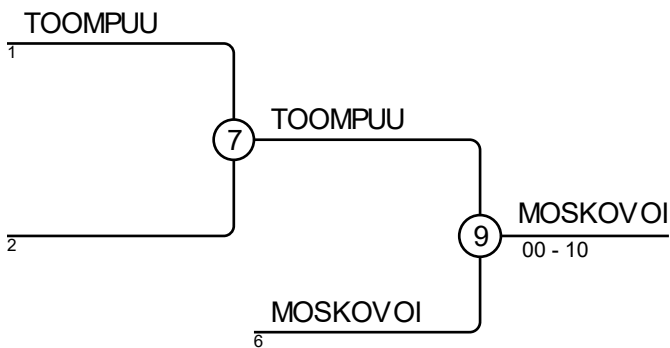 TOOMPUU
1
7
TOOMPUU
2
9
MOSKOVOI
00 - 10
MOSKOVOI
6